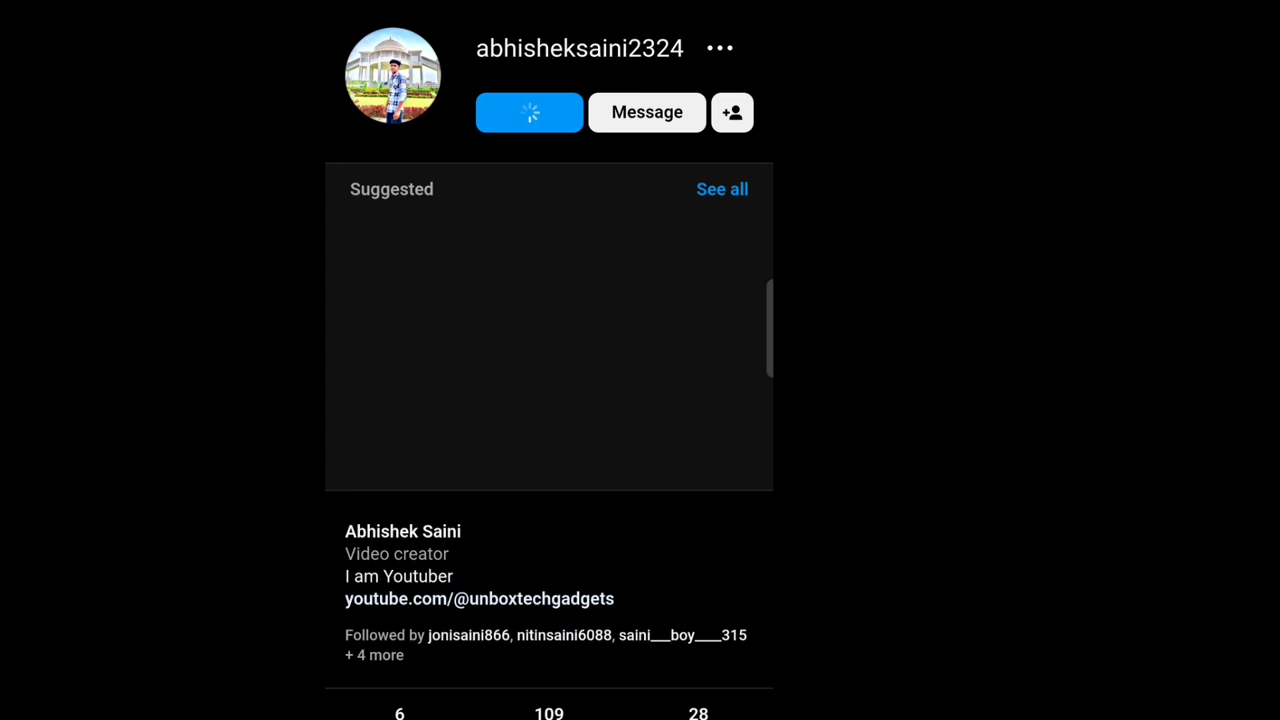 abhisheksaini2324
Message
Suggested See all
Abhishek Saini
Video creator
I am Youtuber
youtube.com/@unboxtechgadgets
Followed by jonisaini866, nitinsaini6088, saini___boy____315
+ 4 more
6 109 28